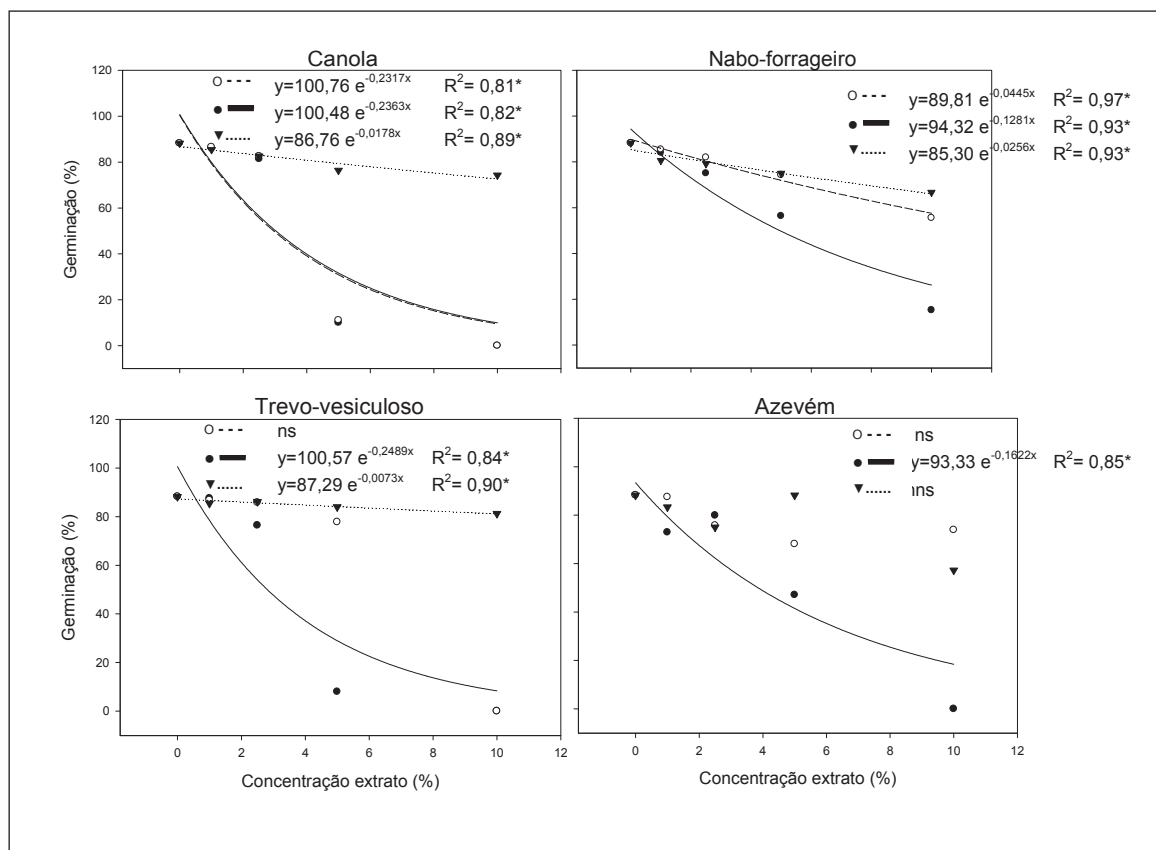 Canola
Nabo-forrageiro
y=100,76 e^-0,2317x R²= 0,81*
y=100,48 e^-0,2363x R²= 0,82*
y=86,76 e^-0,0178x R²= 0,89*
y=89,81 e^-0,0445x R²= 0,97*
y=94,32 e^-0,1281x R²= 0,93*
y=85,30 e^-0,0256x R²= 0,93*
Germinação (%)
120
100
80
60
40
20
0
Trevo-vesiculoso
Azevém
ns
y=100,57 e^-0,2489x R²= 0,84*
y=87,29 e^-0,0073x R²= 0,90*
ns
y=93,33 e^-0,1622x R²= 0,85*
ns
Germinação (%)
120
100
80
60
40
20
0
0 2 4 6 8 10 12
0 2 4 6 8 10 12
Concentração extrato (%)
Concentração extrato (%)